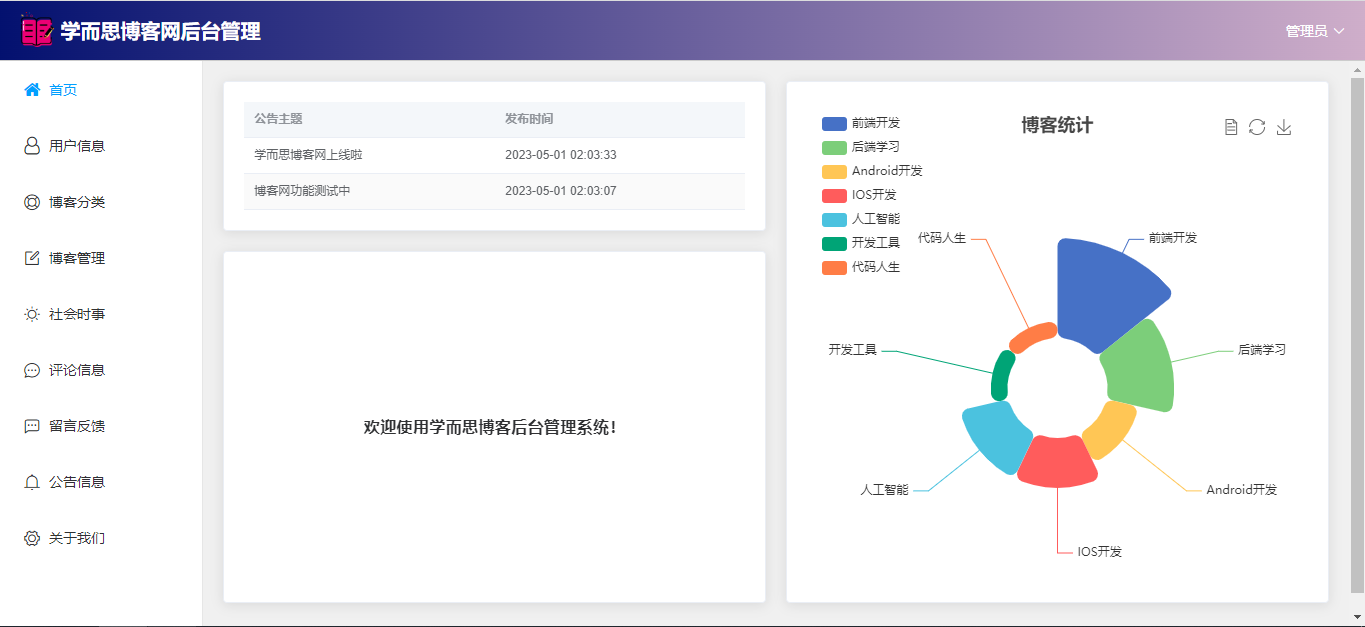 学而思博客网后台管理
管理员
首页
用户信息
博客分类
博客管理
社会时事
评论信息
留言反馈
公告信息
关于我们
公告主题 发布时间
学而思博客网上线啦 2023-05-01 02:03:33
博客网功能测试中 2023-05-01 02:03:07
欢迎使用学而思博客后台管理系统！
博客统计
前端开发
后端学习
Android开发
IOS开发
人工智能
开发工具
代码人生
代码人生
前端开发
开发工具
后端学习
人工智能
Android开发
IOS开发